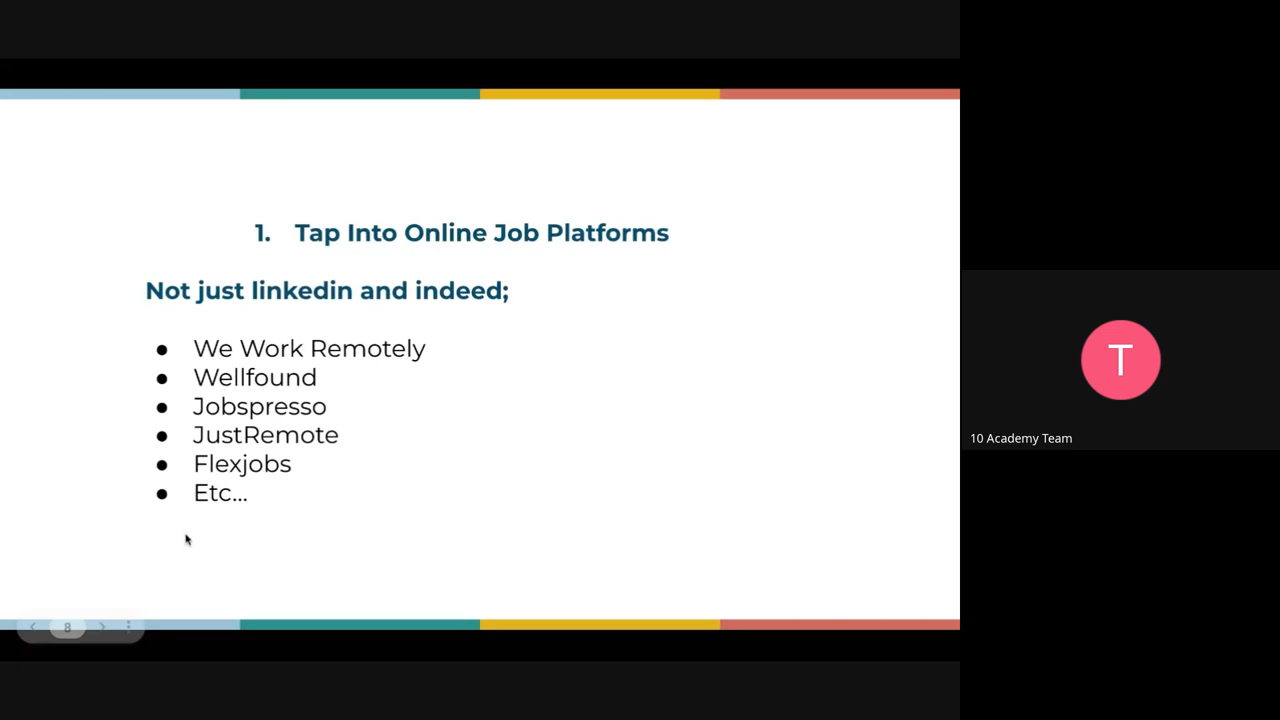 1. Tap Into Online Job Platforms
Not just linkedin and indeed;
● We Work Remotely
● Wellfound
● Jobspresso
● JustRemote
● Flexjobs
● Etc...
8
T
10 Academy Team